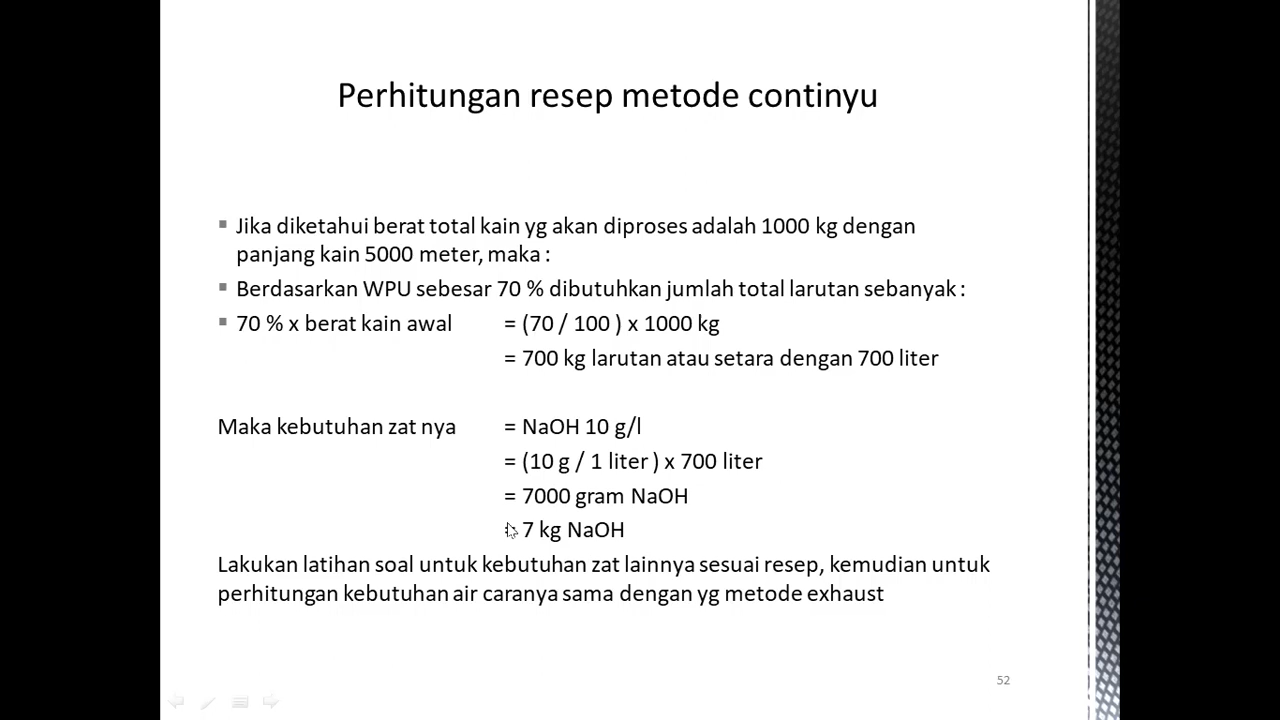 Perhitungan resep metode continyu
Jika diketahui berat total kain yg akan diproses adalah 1000 kg dengan
panjang kain 5000 meter, maka :
Berdasarkan WPU sebesar 70 % dibutuhkan jumlah total larutan sebanyak :
70 % x berat kain awal = (70 / 100 ) x 1000 kg
= 700 kg larutan atau setara dengan 700 liter
Maka kebutuhan zat nya = NaOH 10 g/l
= (10 g / 1 liter ) x 700 liter
= 7000 gram NaOH
= 7 kg NaOH
Lakukan latihan soal untuk kebutuhan zat lainnya sesuai resep, kemudian untuk
perhitungan kebutuhan air caranya sama dengan yg metode exhaust
52